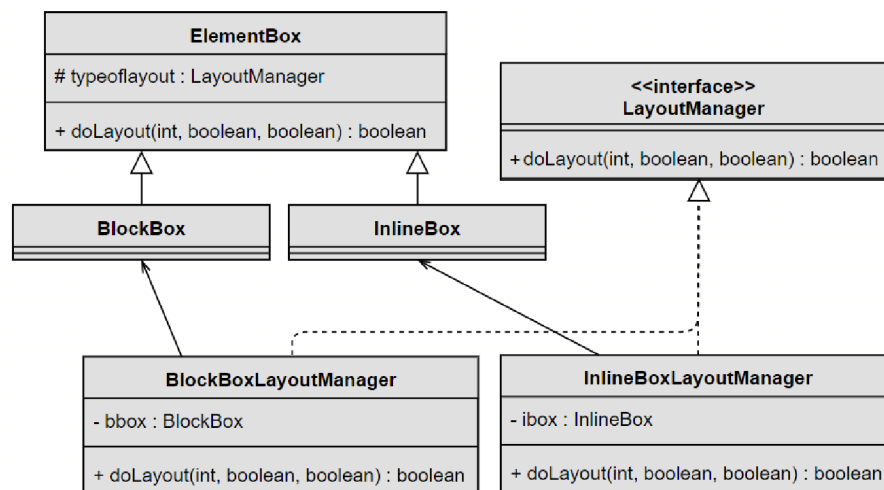 ElementBox
# typeoflayout : LayoutManager
+ doLayout(int, boolean, boolean) : boolean
<<interface>>
LayoutManager
+doLayout(int, boolean, boolean) : boolean
BlockBox
InlineBox
BlockBoxLayoutManager
- bbox : BlockBox
+ doLayout(int, boolean, boolean) : boolean
InlineBoxLayoutManager
- ibox : InlineBox
+ doLayout(int, boolean, boolean) : boolean